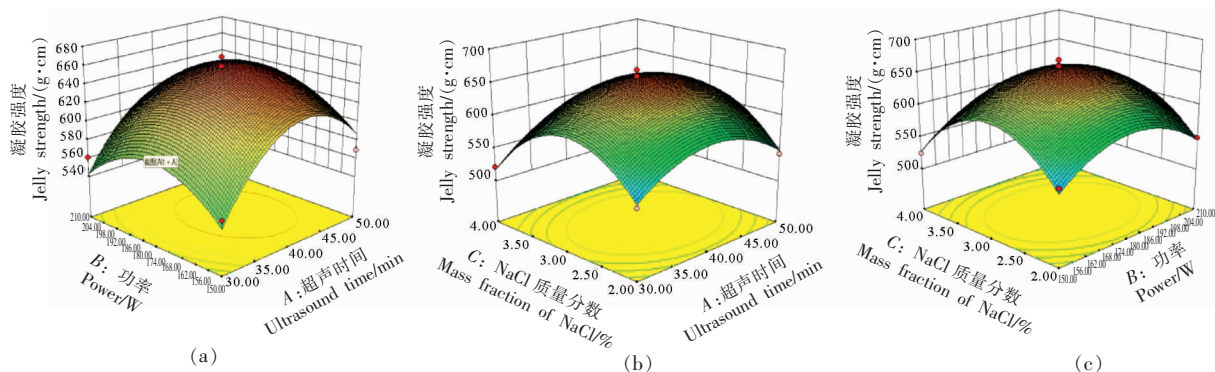 680
660
640
620
600
580
560
540
凝胶强度
Jelly strength/(g·cm)
截图(Alt + A)
210.00
204.00
198.00
192.00
186.00
180.00
174.00
168.00
162.00
156.00
150.00
B：功率
Power/W
50.00
45.00
40.00
35.00
30.00
A：超声时间
Ultrasound time/min
(a)
700
650
600
550
500
凝胶强度
Jelly strength/(g·cm)
4.00
3.50
3.00
2.50
2.00
C：NaCl 质量分数
Mass fraction of NaCl/%
50.00
45.00
40.00
35.00
30.00
A：超声时间
Ultrasound time/min
(b)
700
650
600
550
500
凝胶强度
Jelly strength/(g·cm)
4.00
3.50
3.00
2.50
2.00
C：NaCl 质量分数
Mass fraction of NaCl/%
210.00
204.00
198.00
192.00
186.00
180.00
174.00
168.00
162.00
156.00
150.00
B：功率
Power/W
(c)